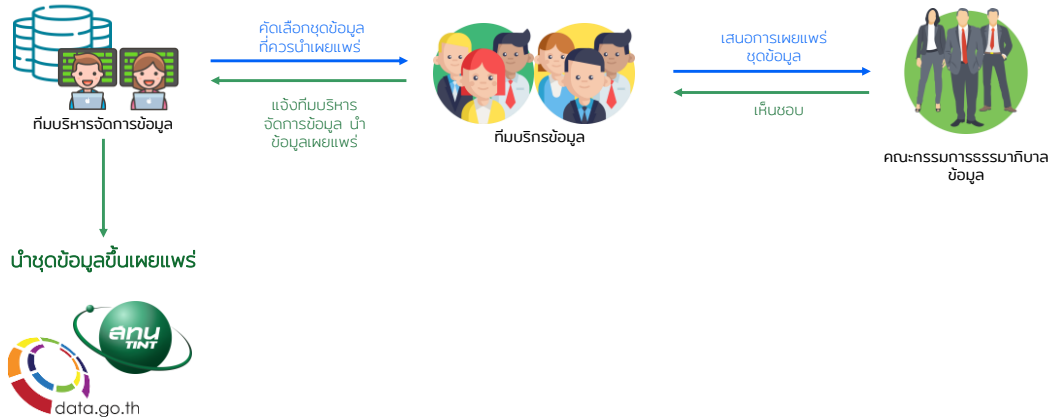 คัดเลือกชุดข้อมูล
ที่ควรนำเผยแพร่
แจ้งทีมบริหาร
จัดการข้อมูล นำ
ข้อมูลเผยแพร่
เสนอการเผยแพร่
ชุดข้อมูล
เห็นชอบ
ทีมบริหารจัดการข้อมูล
ทีมบริกรข้อมูล
คณะกรรมการธรรมาภิบาล
ข้อมูล
นำชุดข้อมูลขึ้นเผยแพร่
สทน
TINT
data.go.th